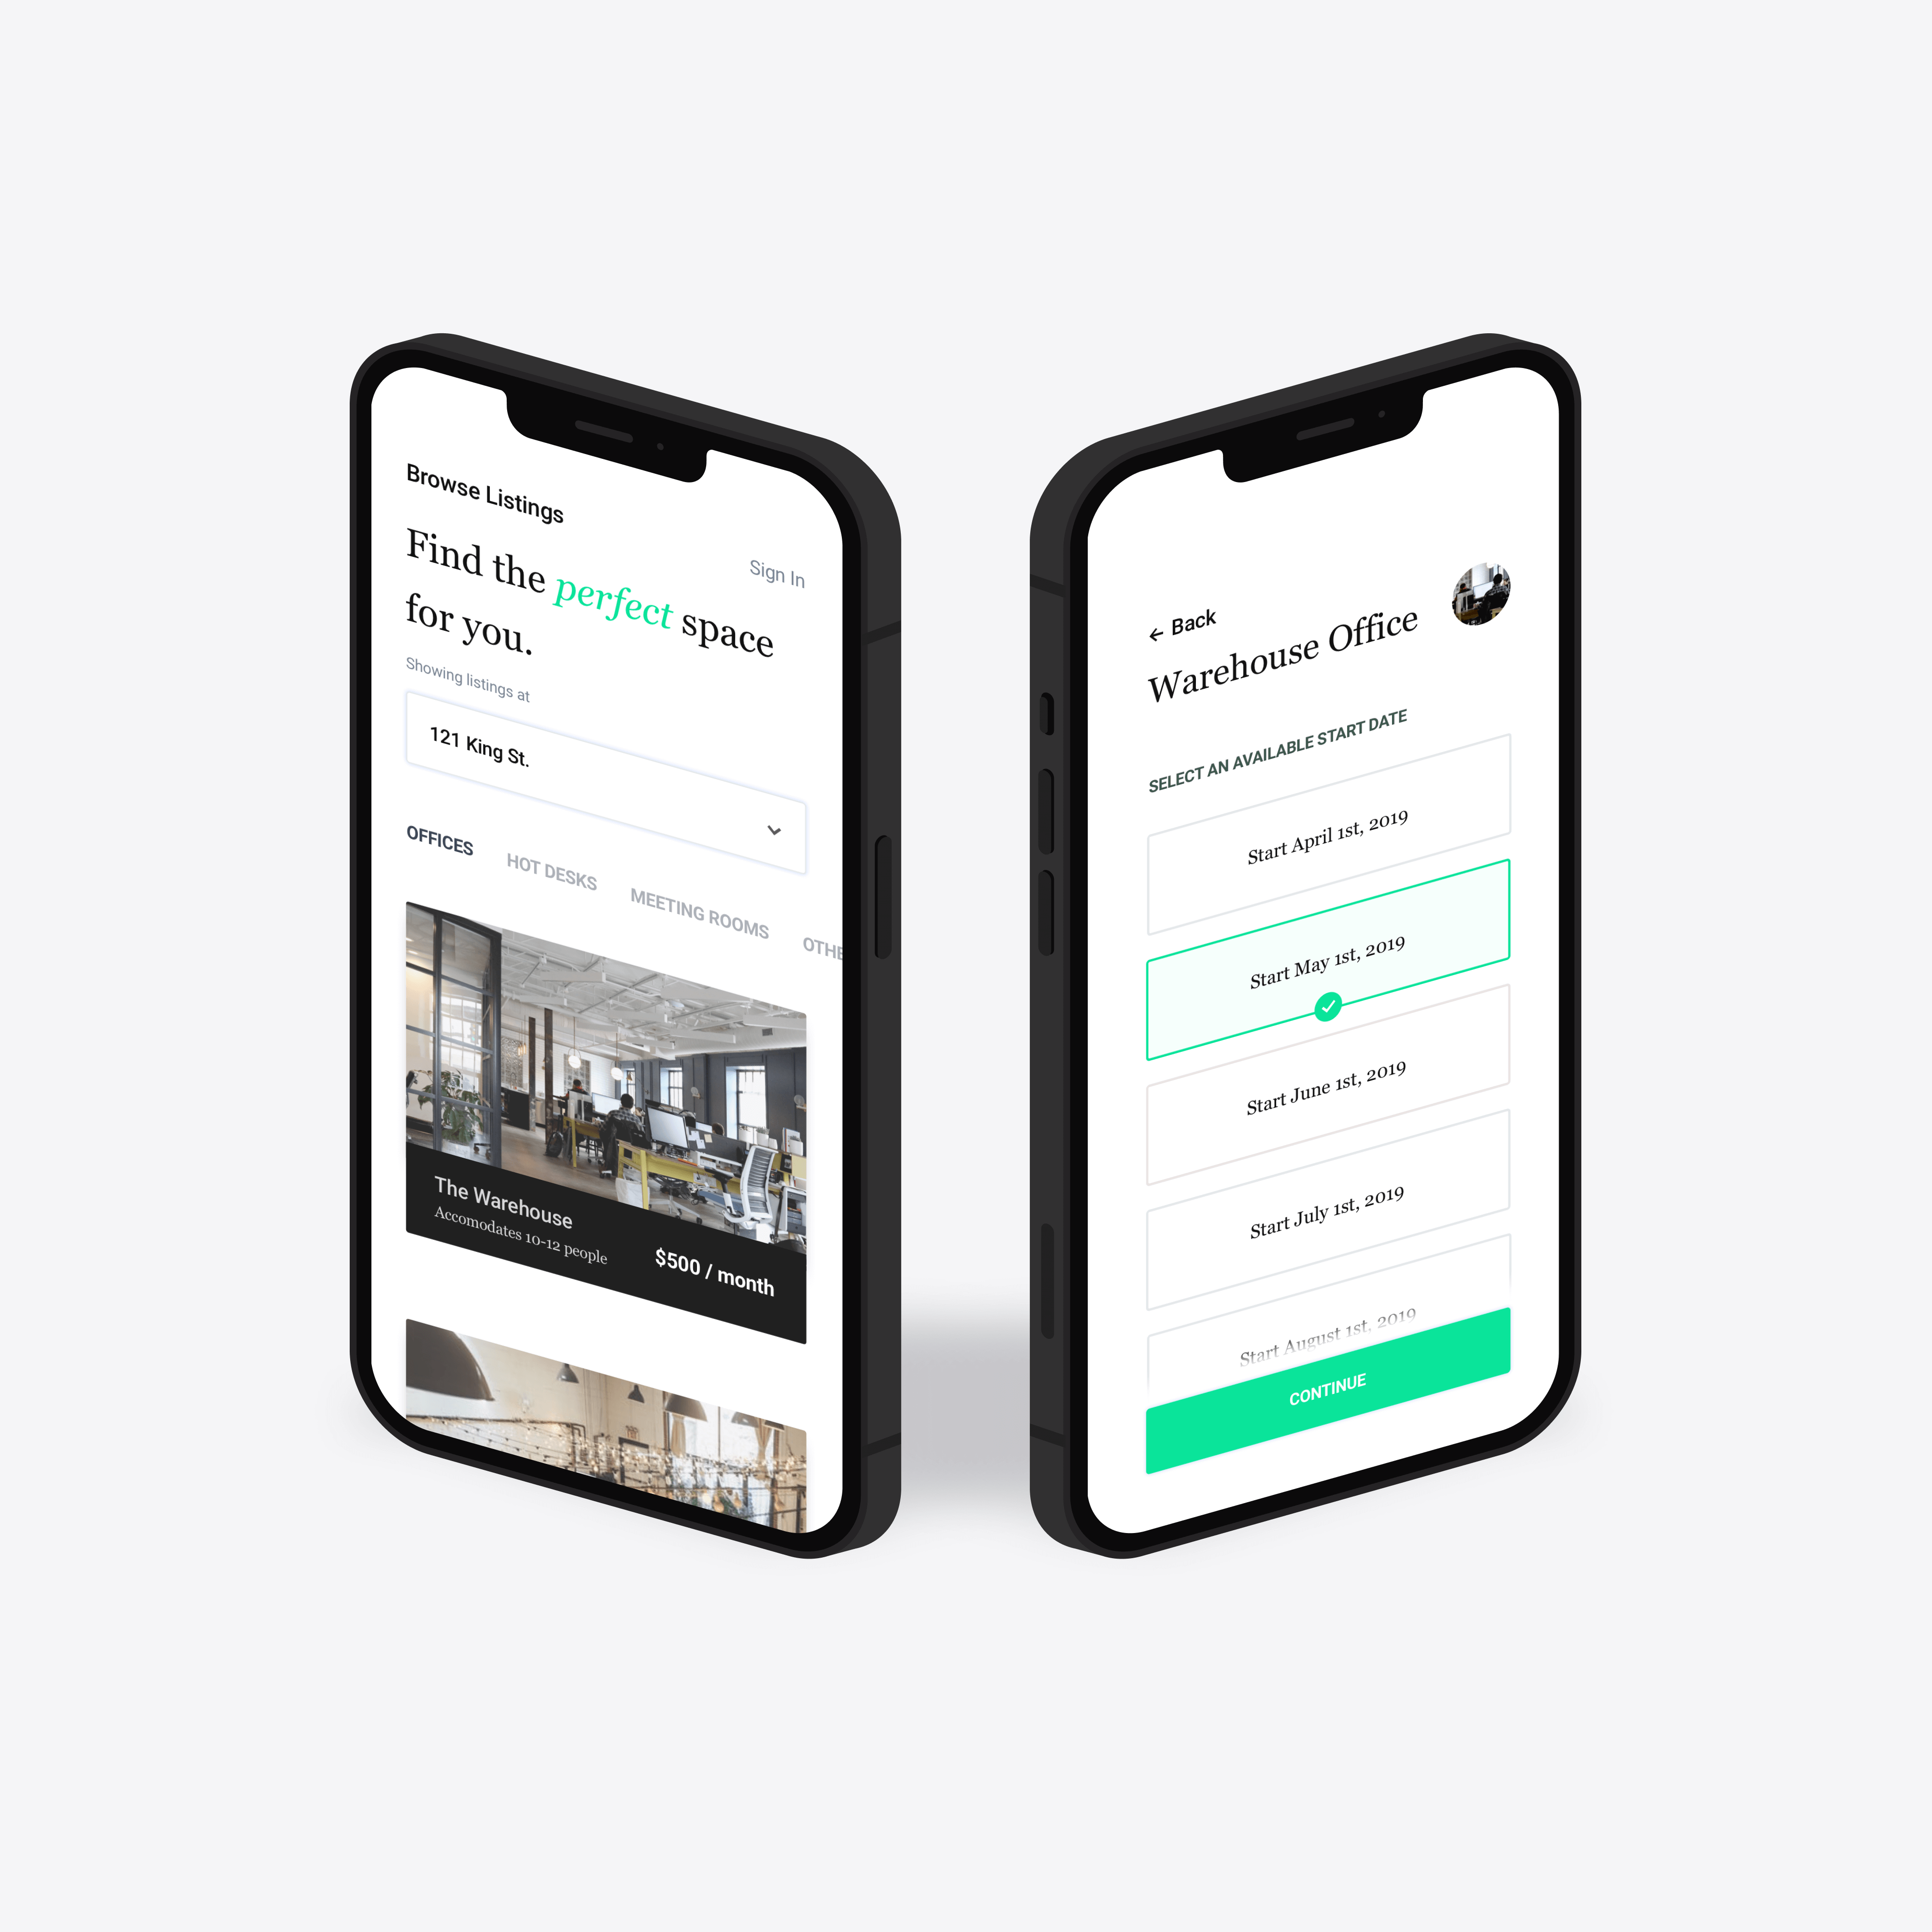 Browse Listings
Sign In
Find the perfect space
for you.
Showing listings at
121 King St.
OFFICES HOT DESKS MEETING ROOMS OTHE
The Warehouse
Accomodates 10-12 people
$500 / month
← Back
Warehouse Office
SELECT AN AVAILABLE START DATE
Start April 1st, 2019
Start May 1st, 2019
Start June 1st, 2019
Start July 1st, 2019
Start August 1st, 2019
CONTINUE